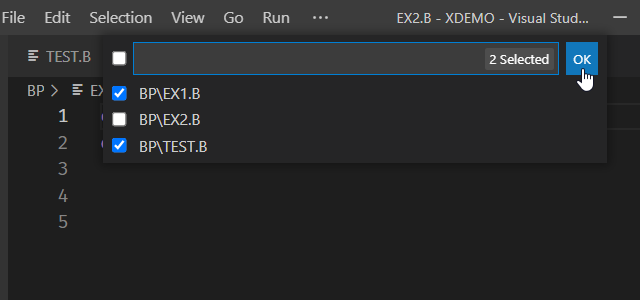 File Edit Selection View Go Run ··· EX2.B - XDEMO - Visual Stud...
TEST.B
2 Selected OK
BP > EX
BP\EX1.B
1
BP\EX2.B
2
BP\TEST.B
3
4
5